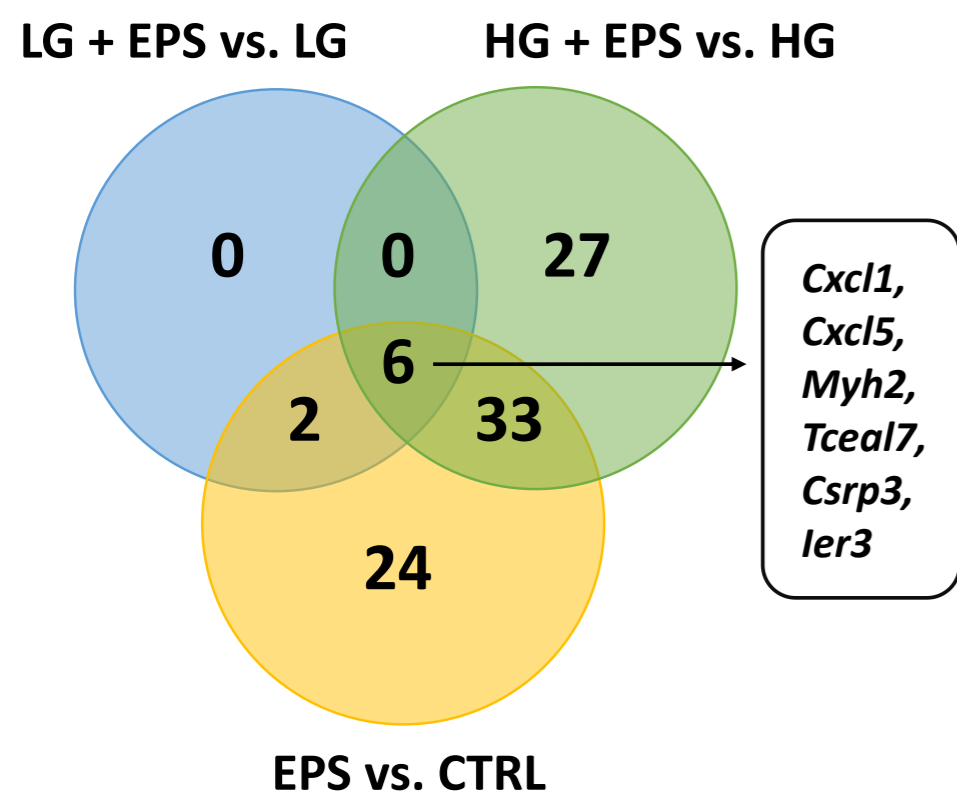 LG + EPS vs. LG
HG + EPS vs. HG
0
0
27
6
2
33
24
Cxcl1,
Cxcl5,
Myh2,
Tceal7,
Csrp3,
Ier3
EPS vs. CTRL